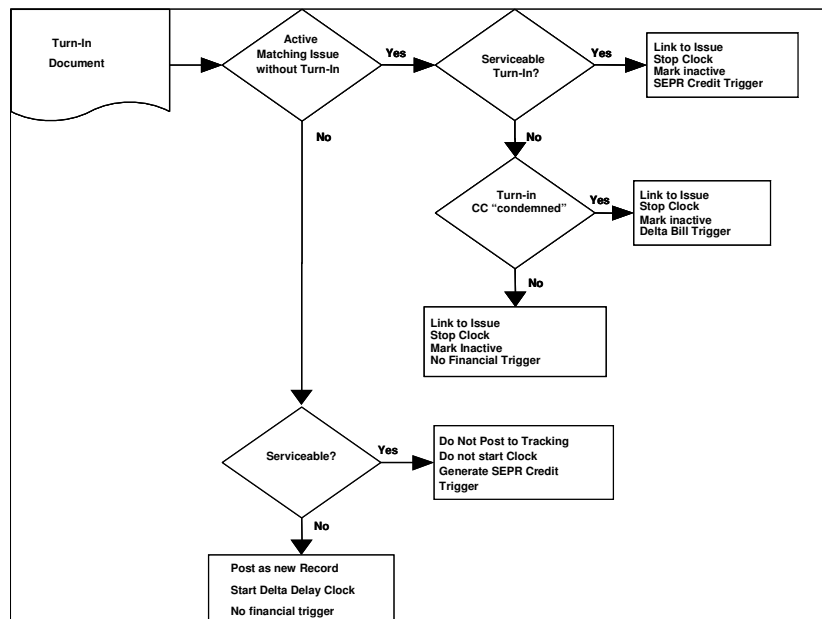 Turn-In
Document
Active
Matching Issue
without Turn-In
Yes
Serviceable
Turn-In?
Yes
Link to Issue
Stop Clock
Mark inactive
SEPR Credit Trigger
No
No
Turn-in
CC “condemned”
Yes
Link to Issue
Stop Clock
Mark inactive
Delta Bill Trigger
No
Link to Issue
Stop Clock
Mark Inactive
No Financial Trigger
Serviceable?
Yes
Do Not Post to Tracking
Do not start Clock
Generate SEPR Credit
Trigger
No
Post as new Record
Start Delta Delay Clock
No financial trigger